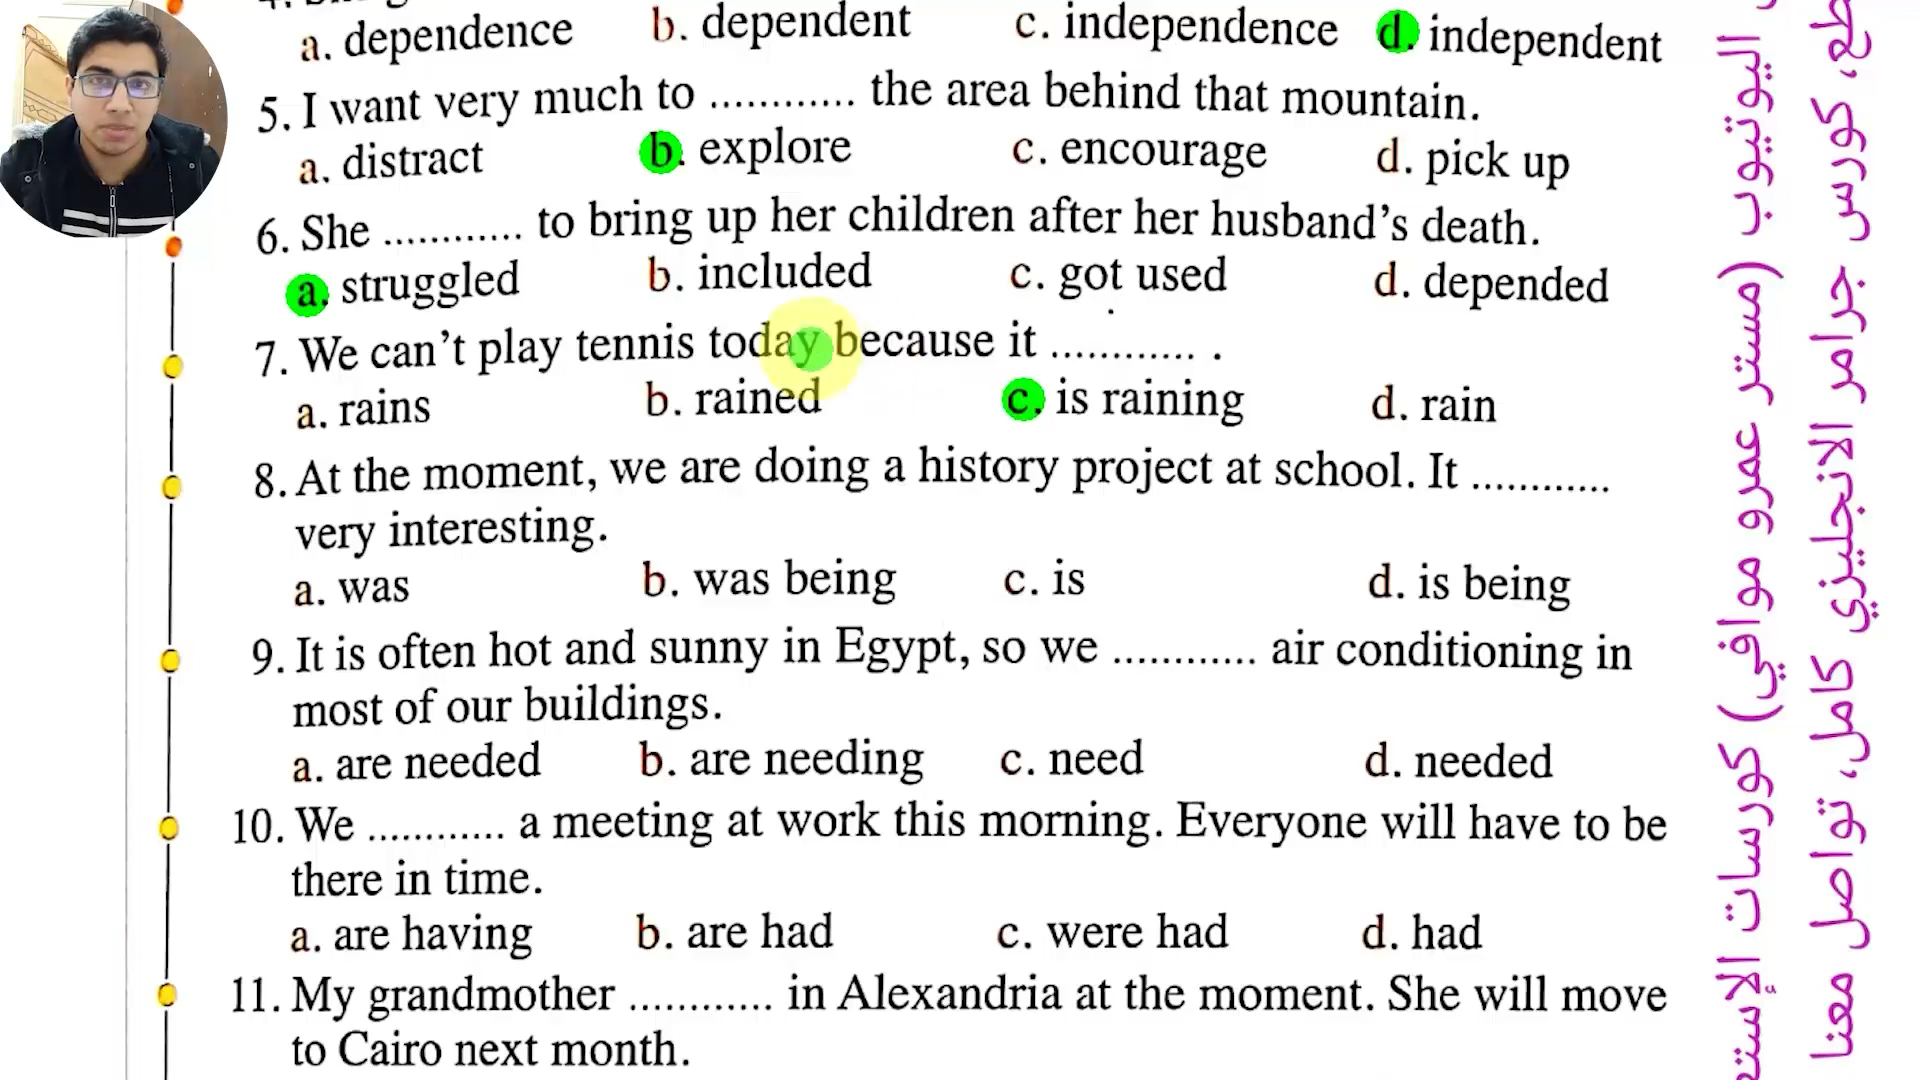 a. dependence b. dependent c. independence d. independent
5. I want very much to ............ the area behind that mountain.
a. distract b. explore c. encourage d. pick up
6. She ............ to bring up her children after her husband's death.
a. struggled b. included c. got used d. depended
7. We can't play tennis today because it ............ .
a. rains b. rained c. is raining d. rain
8. At the moment, we are doing a history project at school. It ............
very interesting.
a. was b. was being c. is d. is being
9. It is often hot and sunny in Egypt, so we ............ air conditioning in
most of our buildings.
a. are needed b. are needing c. need d. needed
10. We ............ a meeting at work this morning. Everyone will have to be
there in time.
a. are having b. are had c. were had d. had
11. My grandmother ............ in Alexandria at the moment. She will move
to Cairo next month.
اليوتيوب (مستر عمرو موافي) كورسات
كورس جرامر الانجليزي كامل، تواصل معنا